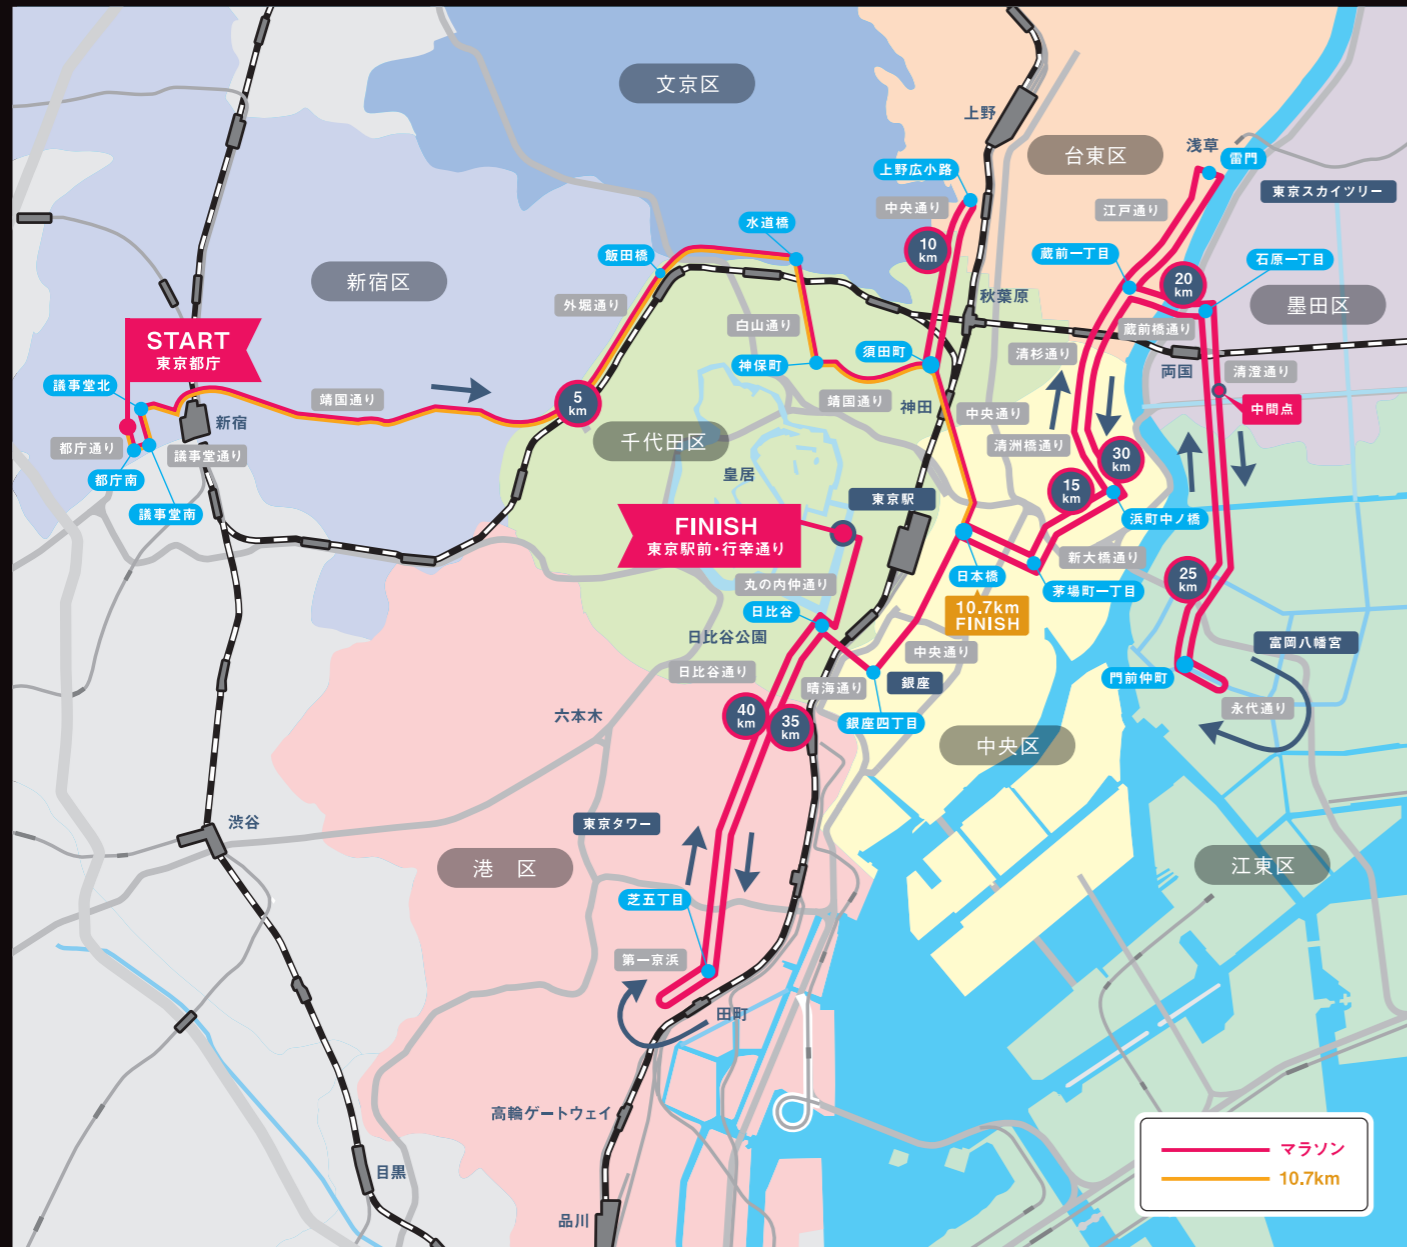 文京区
上野
台東区
浅草
雷門
上野広小路
東京スカイツリー
中央通り
江戸通り
水道橋
飯田橋
10
km
蔵前一丁目
石原一丁目
新宿区
20
km
秋葉原
墨田区
外堀通り
白山通り
蔵前橋通り
START
東京都庁
神保町
須田町
清杉通り
両国
清澄通り
議事堂北
5
km
靖国通り
靖国通り
神田
中央通り
中間点
新宿
都庁通り
議事堂通り
千代田区
清洲橋通り
30
km
都庁南
皇居
15
km
議事堂南
東京駅
浜町中ノ橋
FINISH
東京駅前・行幸通り
新大橋通り
丸の内仲通り
日本橋
25
km
茅場町一丁目
日比谷
10.7km
FINISH
日比谷公園
富岡八幡宮
日比谷通り
中央通り
門前仲町
晴海通り
銀座
永代通り
40
km
35
km
六本木
銀座四丁目
中央区
渋谷
東京タワー
港 区
江東区
芝五丁目
第一京浜
田町
高輪ゲートウェイ
マラソン
10.7km
目黒
品川